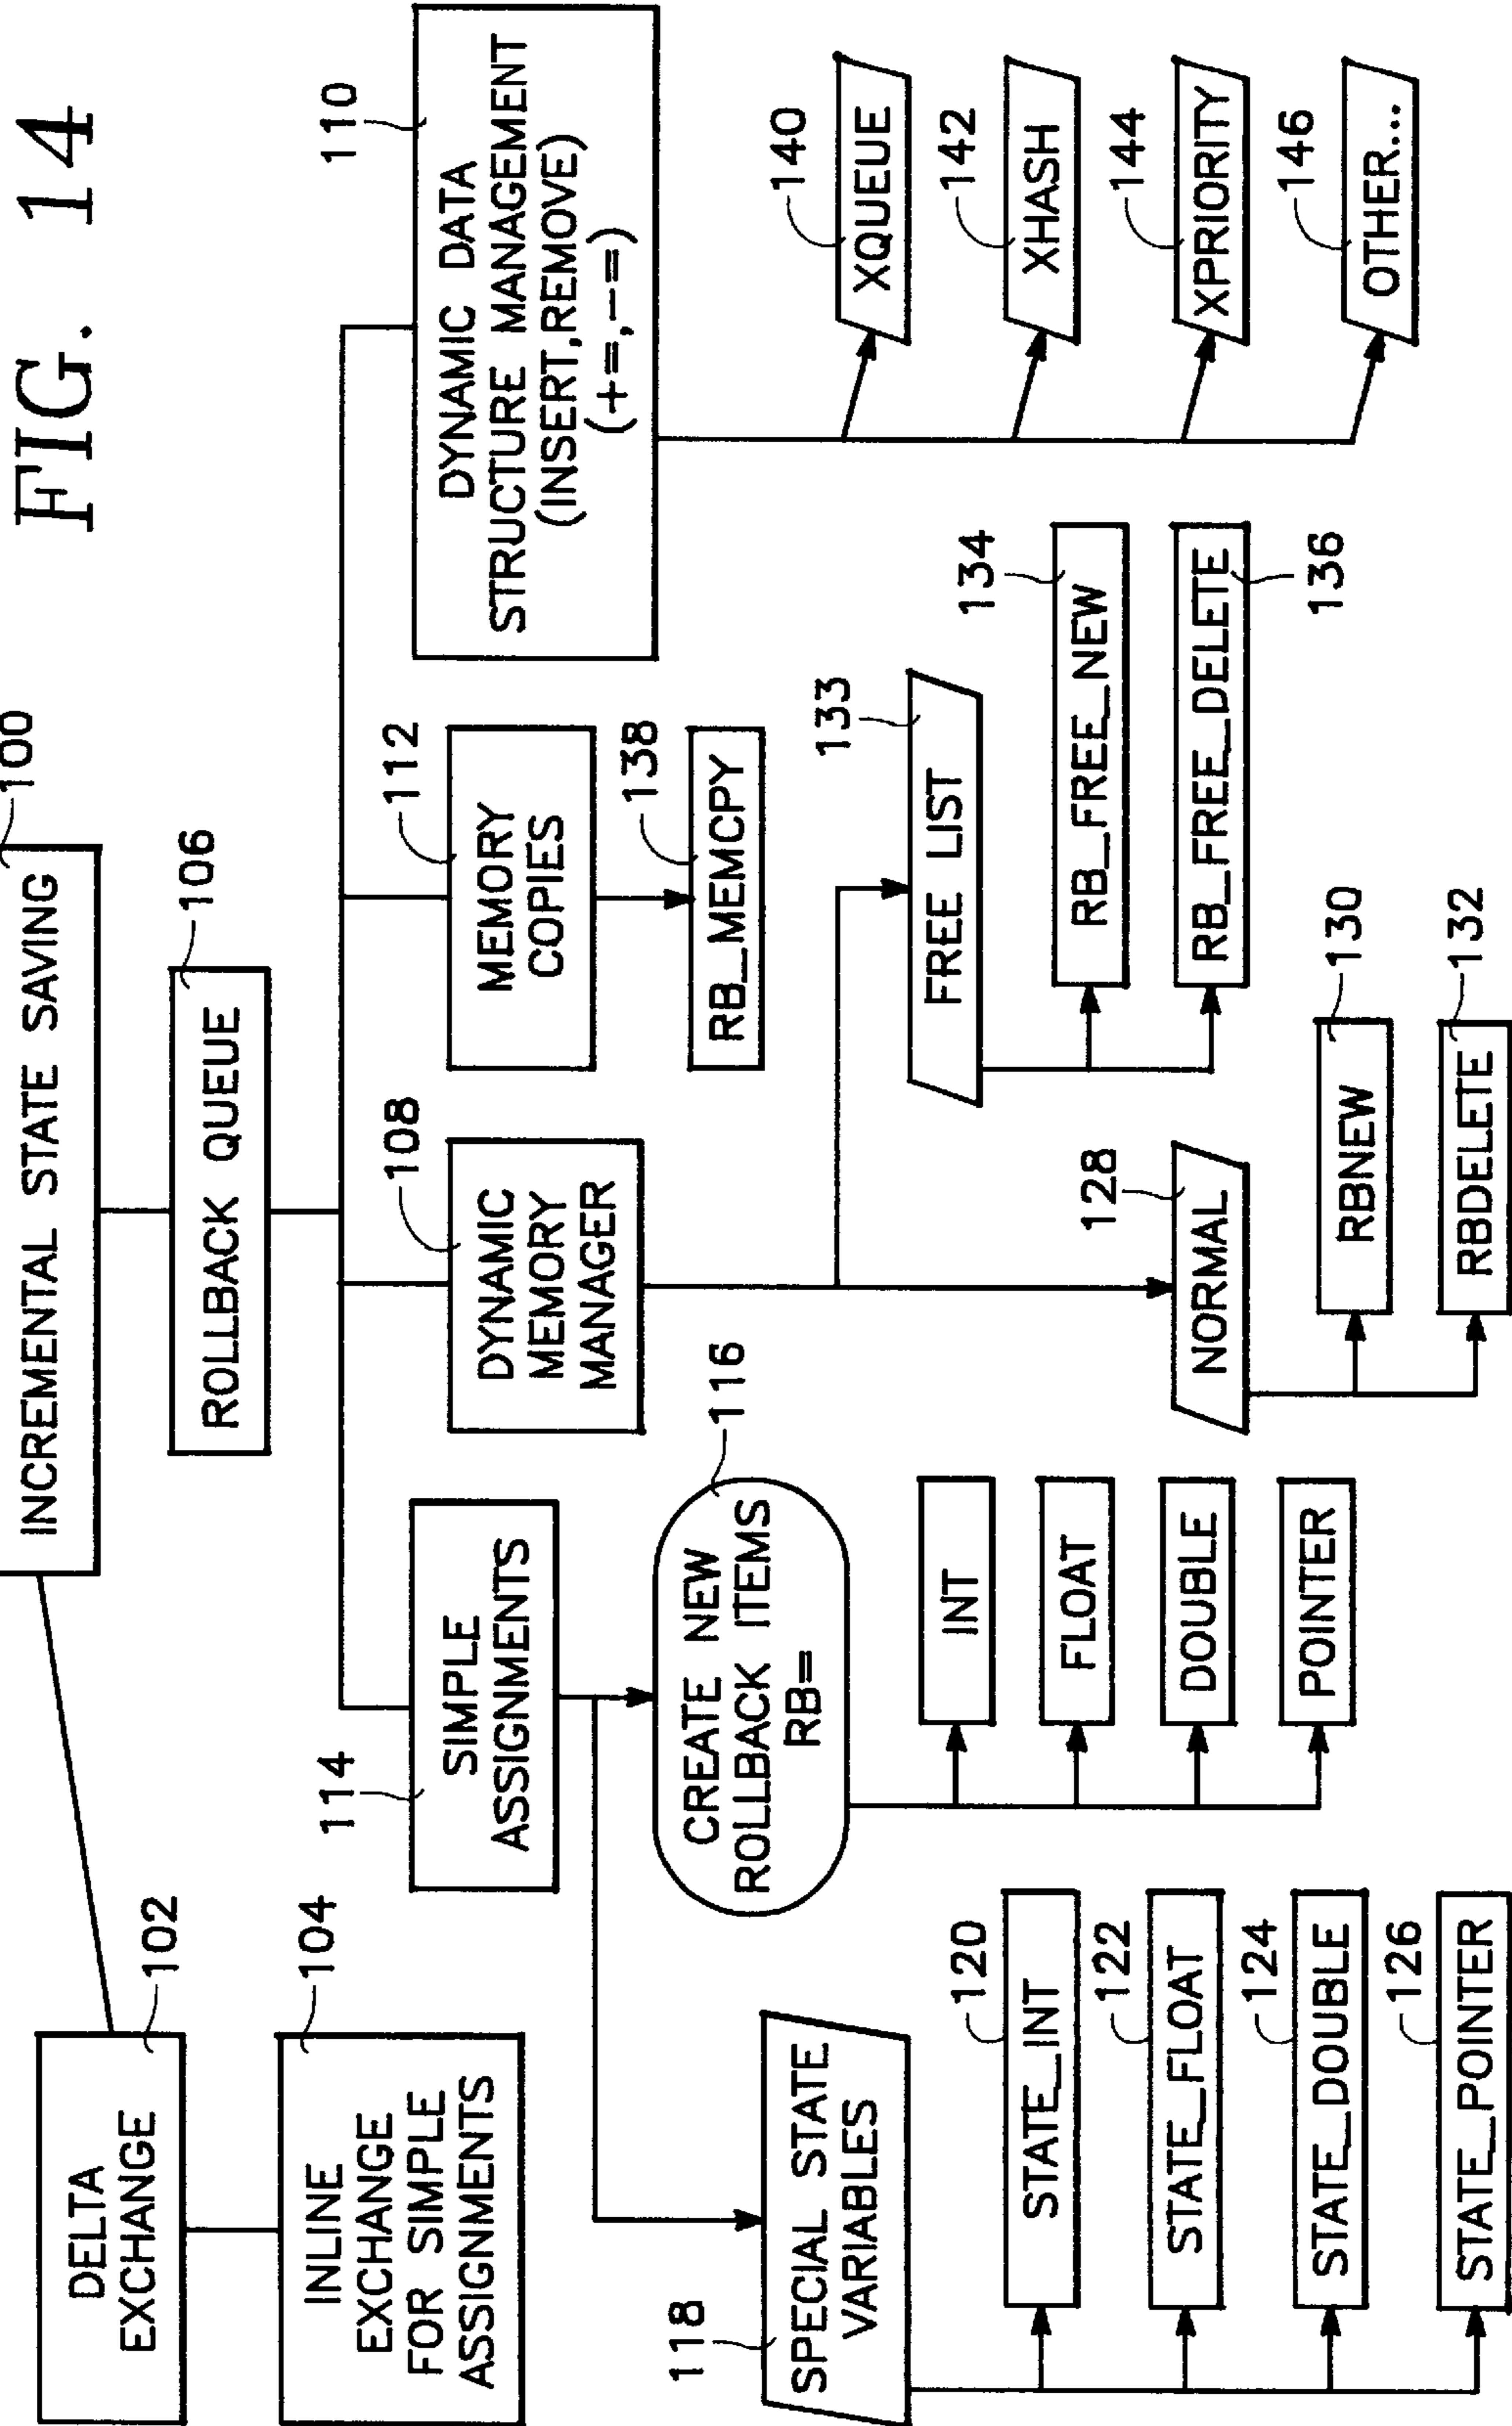 FIG. 14
100
INCREMENTAL STATE SAVING
DELTA
EXCHANGE
102
ROLLBACK QUEUE
106
INLINE
EXCHANGE
FOR SIMPLE
ASSIGNMENTS
104
SIMPLE
ASSIGNMENTS
114
DYNAMIC
MEMORY
MANAGER
108
MEMORY
COPIES
112
DYNAMIC DATA
STRUCTURE MANAGEMENT
(INSERT,REMOVE)
(+=,-=)
110
CREATE NEW
ROLLBACK ITEMS
RB=
116
RB_MEMCPY
138
SPECIAL STATE
VARIABLES
118
INT
FLOAT
DOUBLE
POINTER
STATE_INT
120
STATE_FLOAT
122
STATE_DOUBLE
124
STATE_POINTER
126
NORMAL
128
RBNEW
130
RBDELETE
132
FREE LIST
133
RB_FREE_NEW
134
RB_FREE_DELETE
136
XQUEUE
140
XHASH
142
XPRIORITY
144
OTHER...
146